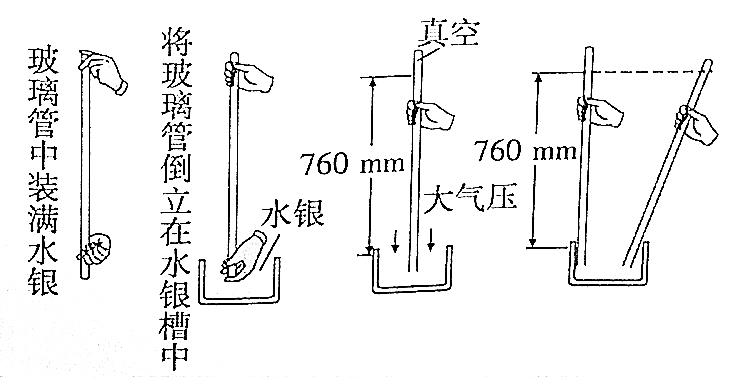 玻璃管中装满水银
将玻璃管倒立在水银槽中
水银
真空
760 mm
大气压
760 mm